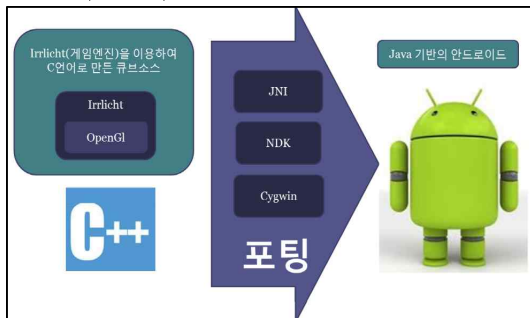 Irrlicht(게임엔진)을 이용하여
C언어로 만든 큐브소스
Irrlicht
OpenGl
C++
JNI
NDK
Cygwin
포팅
Java 기반의 안드로이드